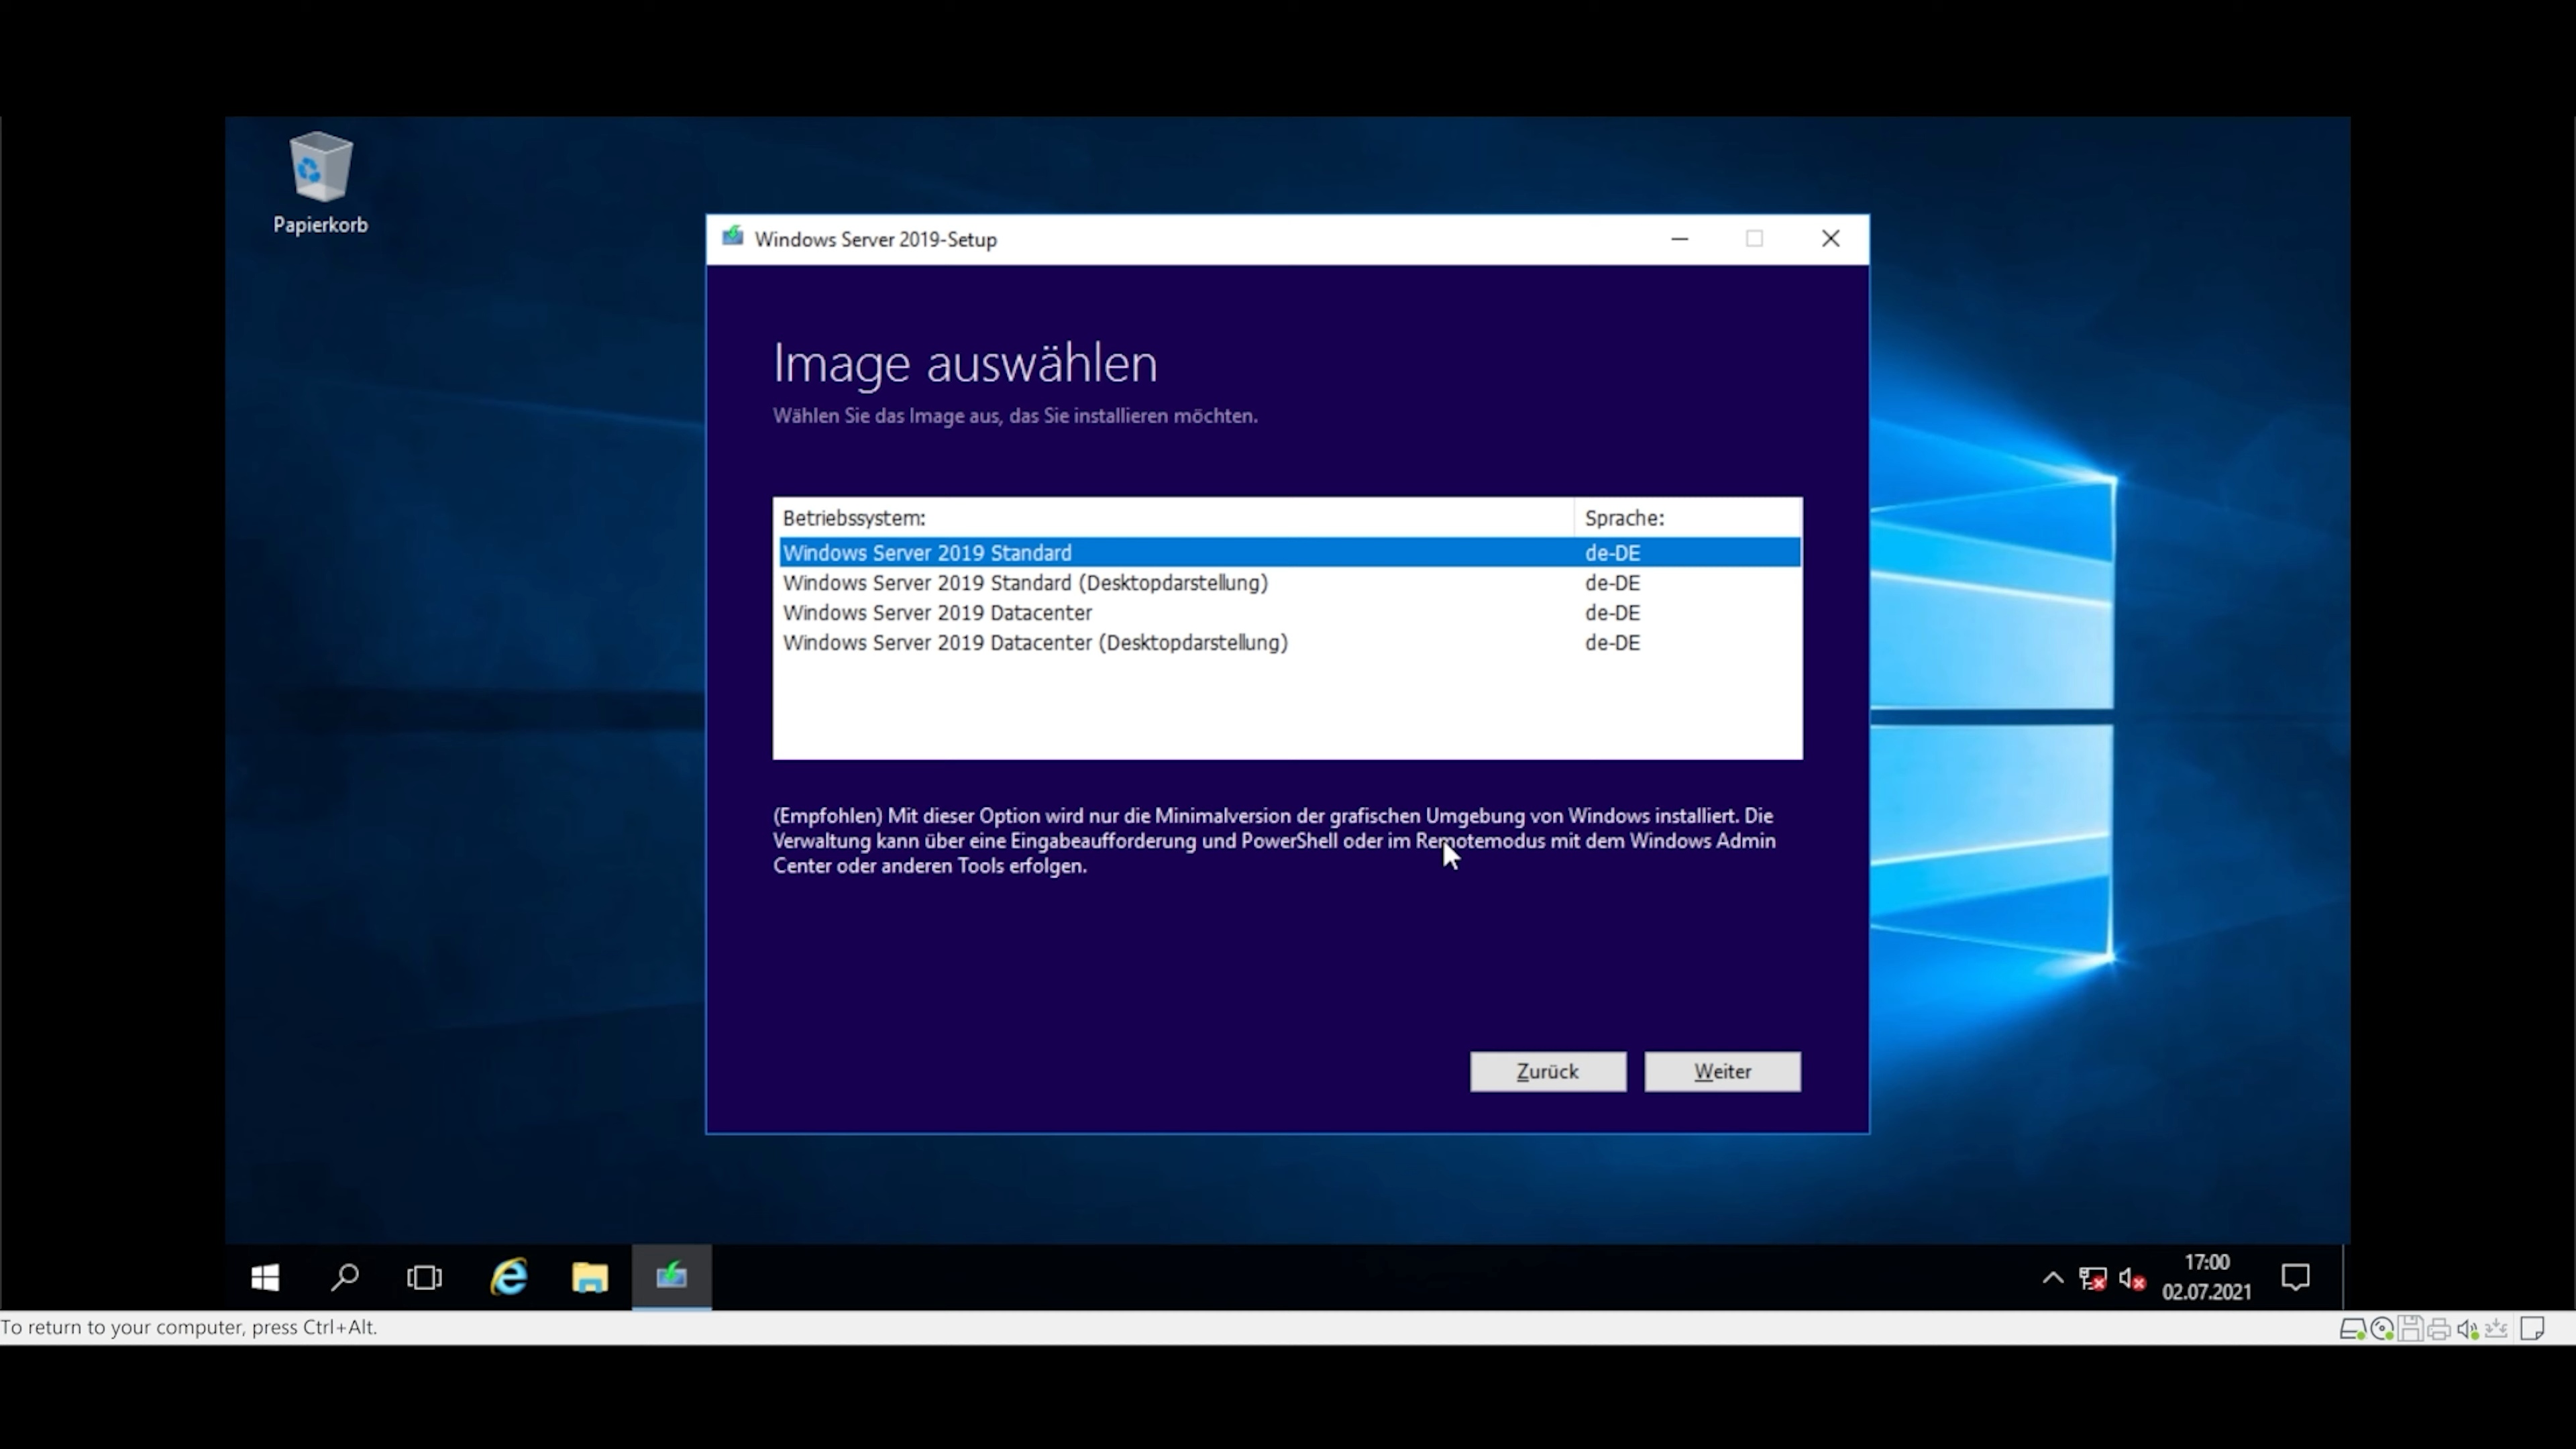 Papierkorb
Windows Server 2019-Setup
Image auswählen
Wählen Sie das Image aus, das Sie installieren möchten.
Betriebssystem: Sprache:
Windows Server 2019 Standard de-DE
Windows Server 2019 Standard (Desktopdarstellung) de-DE
Windows Server 2019 Datacenter de-DE
Windows Server 2019 Datacenter (Desktopdarstellung) de-DE
(Empfohlen) Mit dieser Option wird nur die Minimalversion der grafischen Umgebung von Windows installiert. Die
Verwaltung kann über eine Eingabeaufforderung und PowerShell oder im Remotemodus mit dem Windows Admin
Center oder anderen Tools erfolgen.
Zurück Weiter
17:00
02.07.2021
To return to your computer, press Ctrl+Alt.